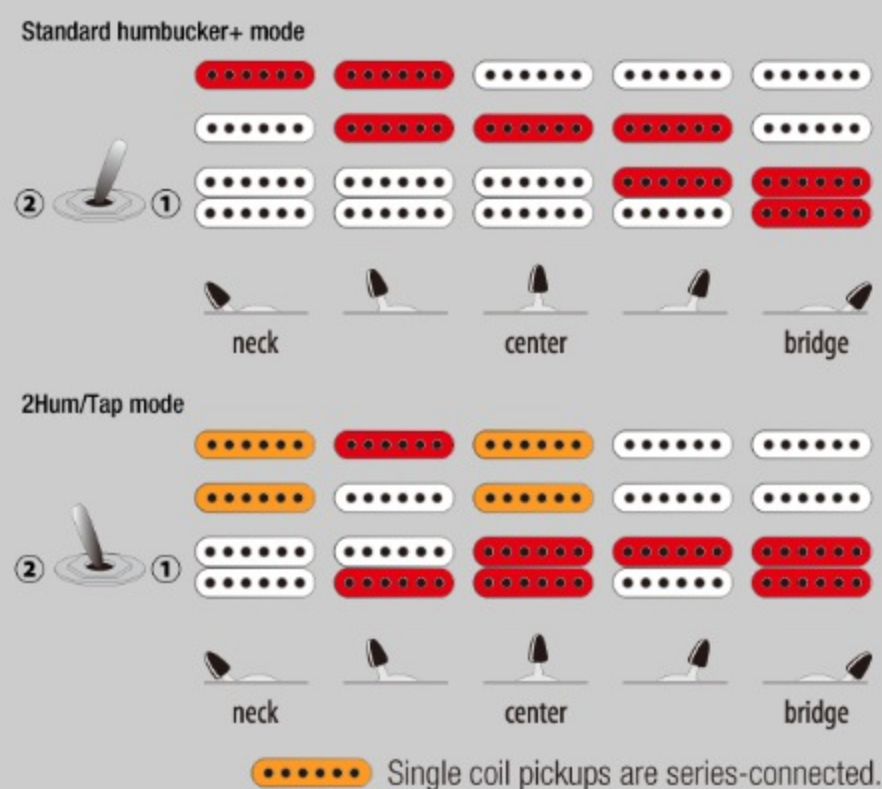 Standard humbucker+ mode
② ①
neck center bridge
2Hum/Tap mode
② ①
neck center bridge
Single coil pickups are series-connected.